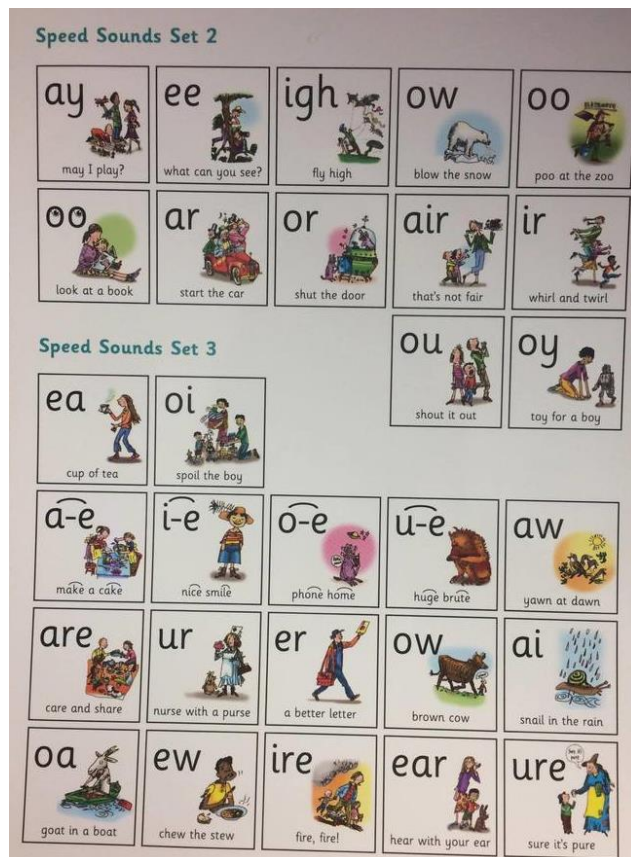 Speed Sounds Set 2
ay ee igh ow oo
may I play? what can you see? fly high blow the snow poo at the zoo
oo ar or air ir
look at a book start the car shut the door that's not fair whirl and twirl
ou oy
shout it out toy for a boy
Speed Sounds Set 3
ea oi
cup of tea spoil the boy
a-e i-e o-e u-e aw
make a cake nice smile phone home huge brute yawn at dawn
are ur er ow ai
care and share nurse with a purse a better letter brown cow snail in the rain
oa ew ire ear ure
goat in a boat chew the stew fire, fire! hear with your ear sure it's pure